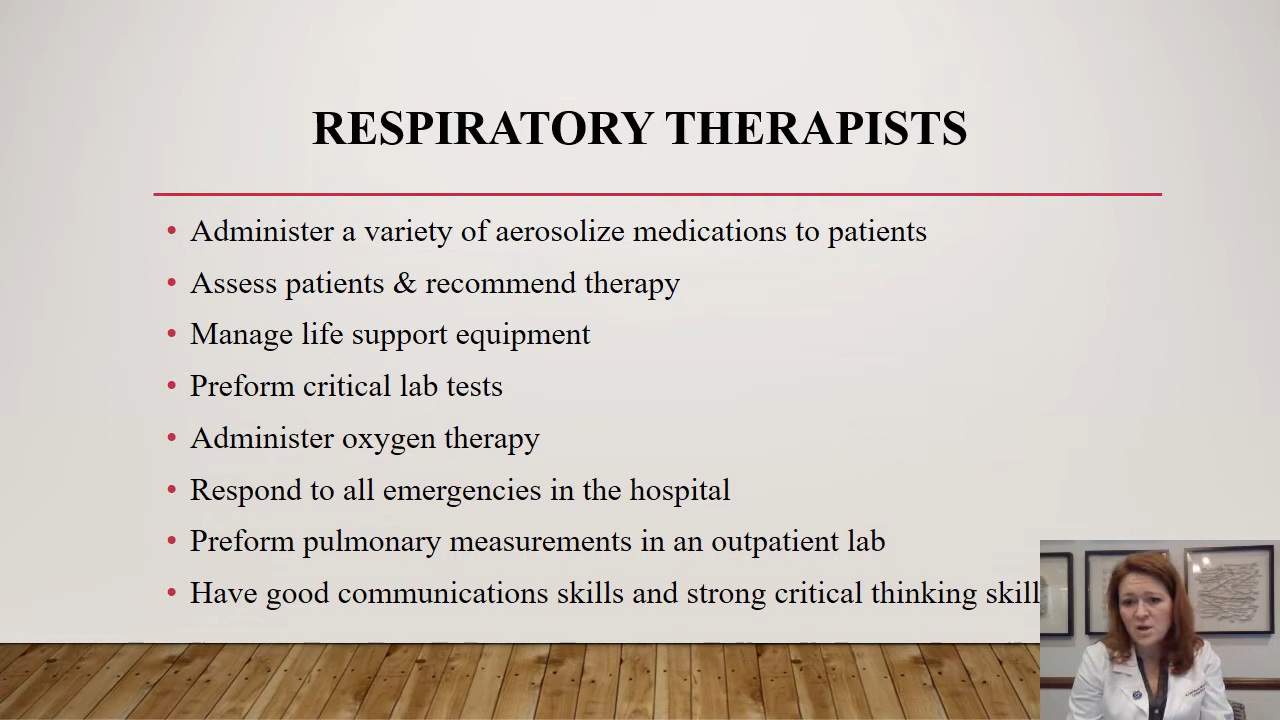 RESPIRATORY THERAPISTS
• Administer a variety of aerosolize medications to patients
• Assess patients & recommend therapy
• Manage life support equipment
• Preform critical lab tests
• Administer oxygen therapy
• Respond to all emergencies in the hospital
• Preform pulmonary measurements in an outpatient lab
• Have good communications skills and strong critical thinking skill